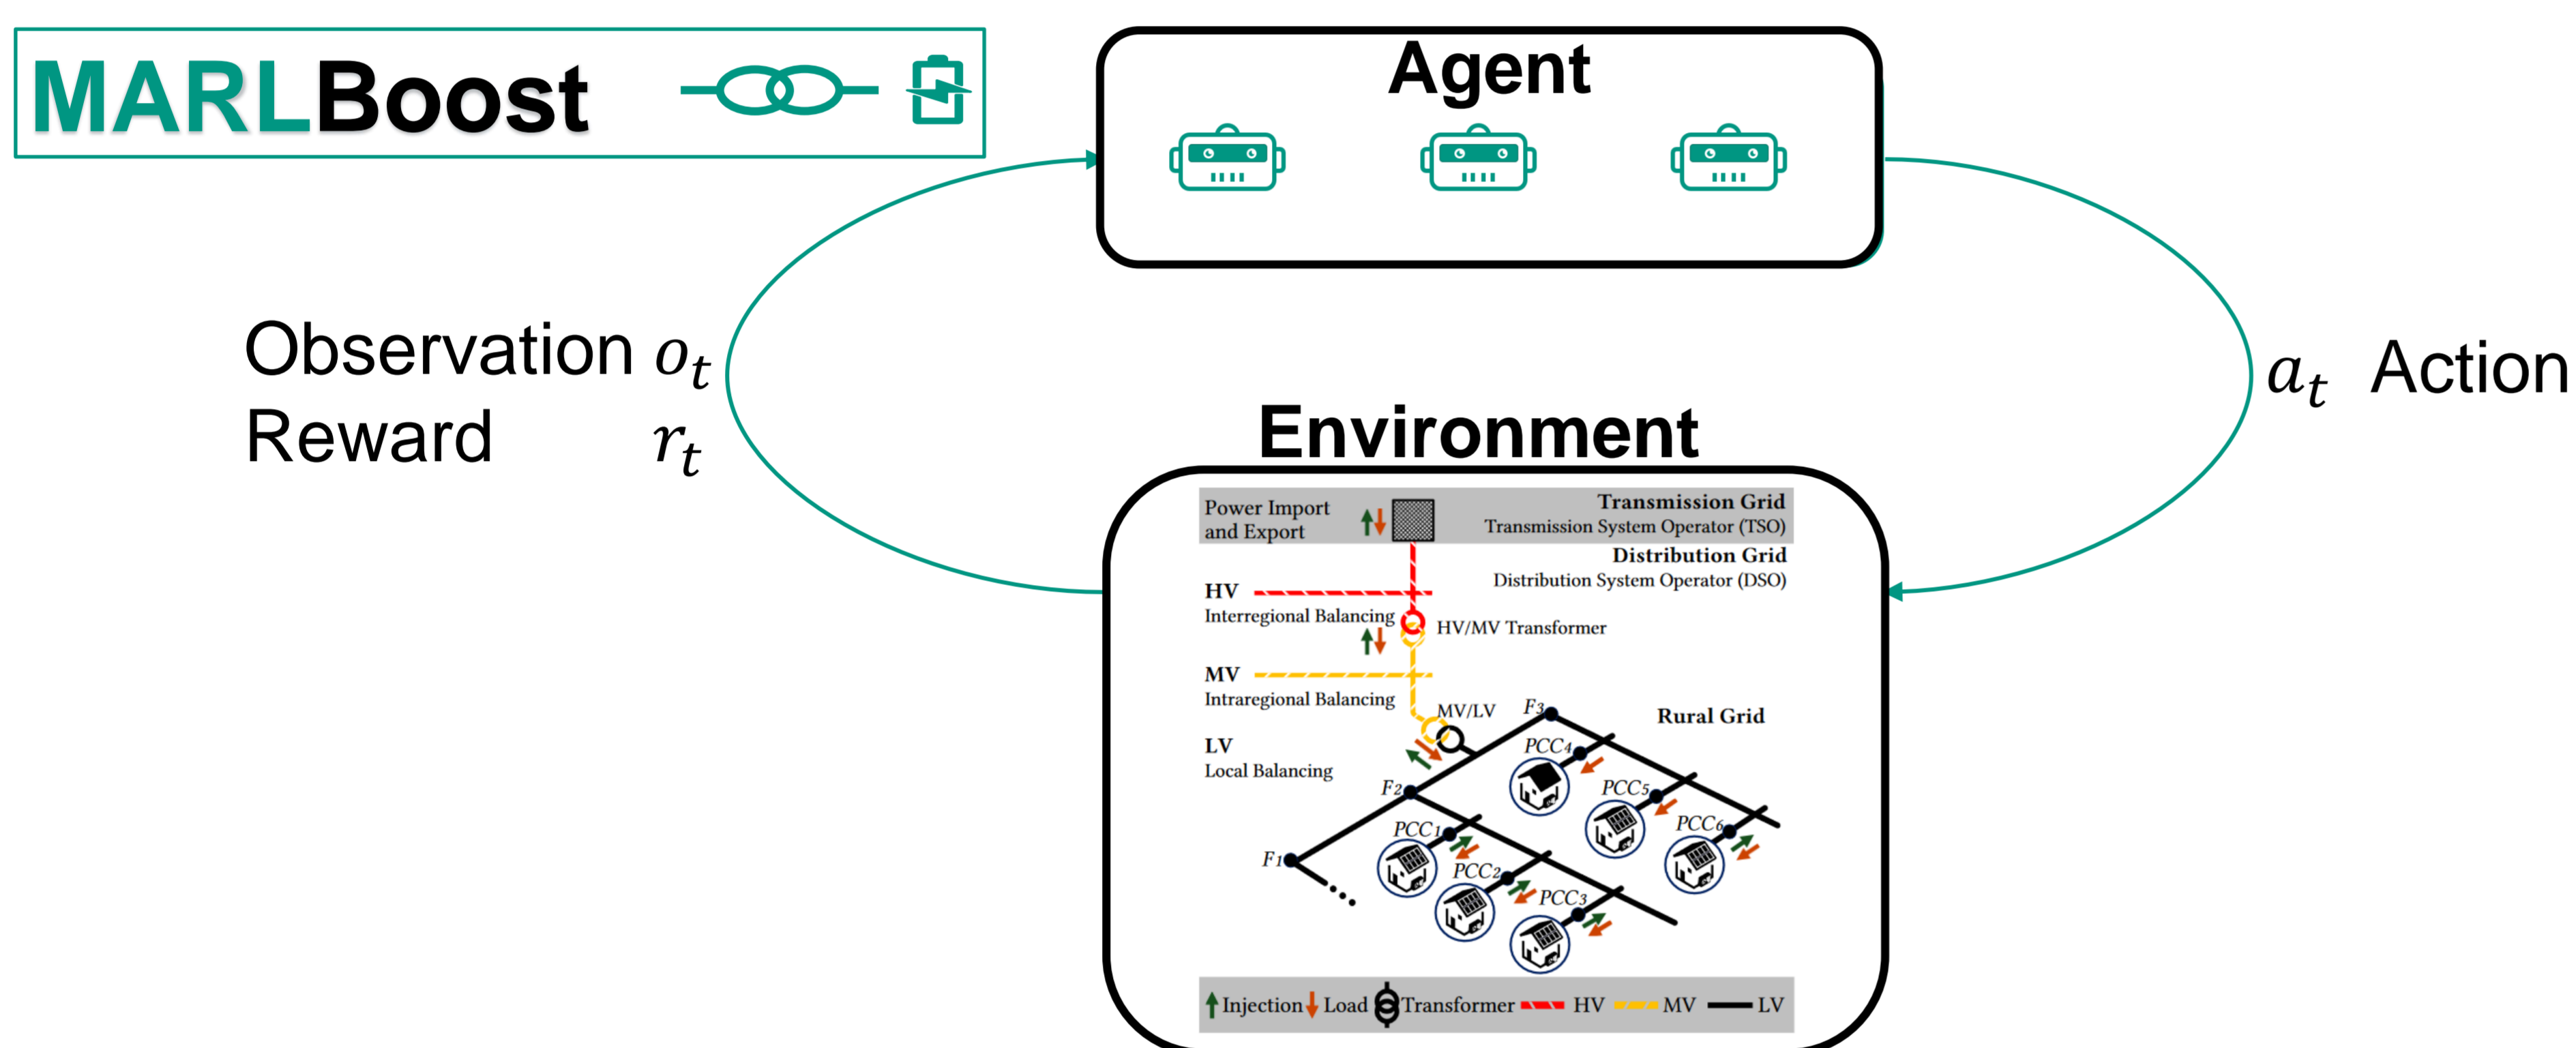 MARLBoost
Agent
Observation o_t
Reward r_t
a_t Action
Environment
Power Import
and Export
Transmission Grid
Transmission System Operator (TSO)
Distribution Grid
Distribution System Operator (DSO)
HV
Interregional Balancing
HV/MV Transformer
MV
Intraregional Balancing
MV/LV
F3
Rural Grid
LV
Local Balancing
PCC4
F2
PCC5
PCC1
PCC6
F1
PCC2
PCC3
Injection Load Transformer HV MV LV